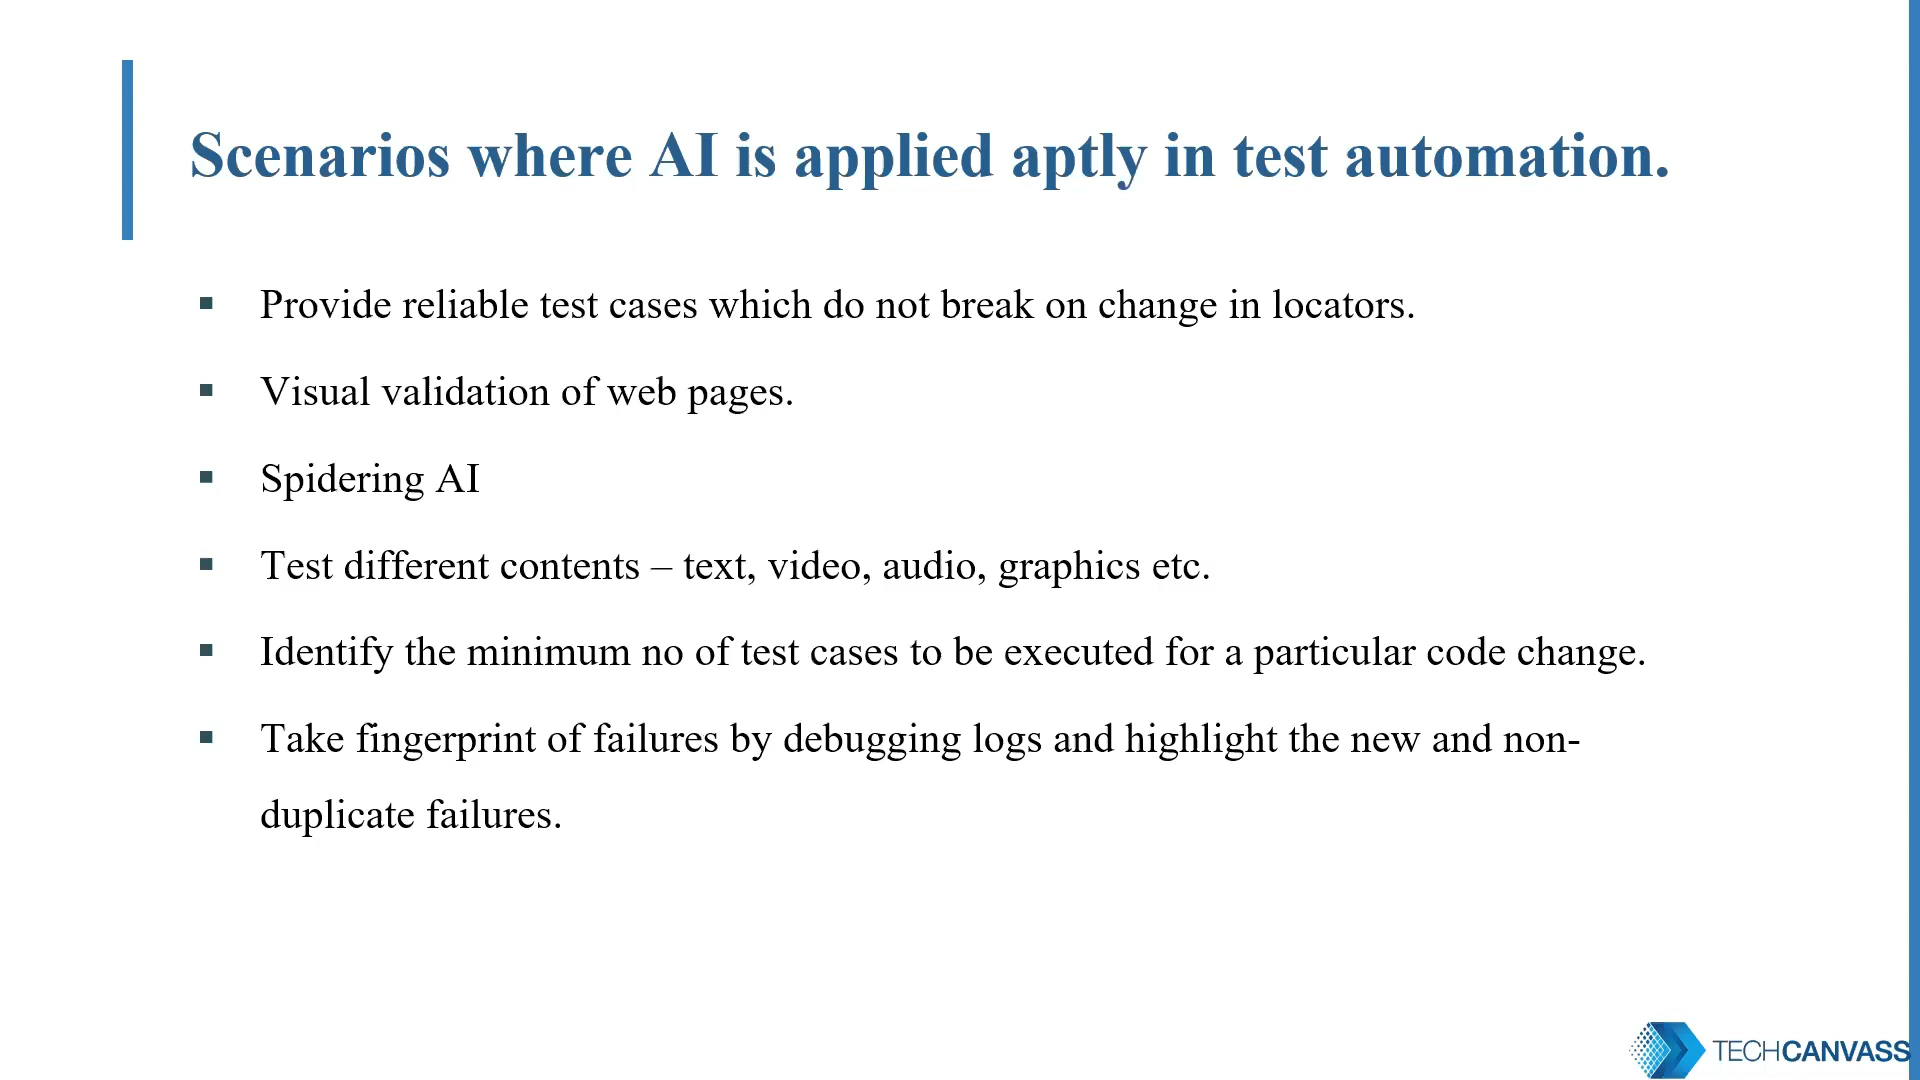 Scenarios where AI is applied aptly in test automation.
▪ Provide reliable test cases which do not break on change in locators.
▪ Visual validation of web pages.
▪ Spidering AI
▪ Test different contents – text, video, audio, graphics etc.
▪ Identify the minimum no of test cases to be executed for a particular code change.
▪ Take fingerprint of failures by debugging logs and highlight the new and non-
duplicate failures.
TECHCANVASS